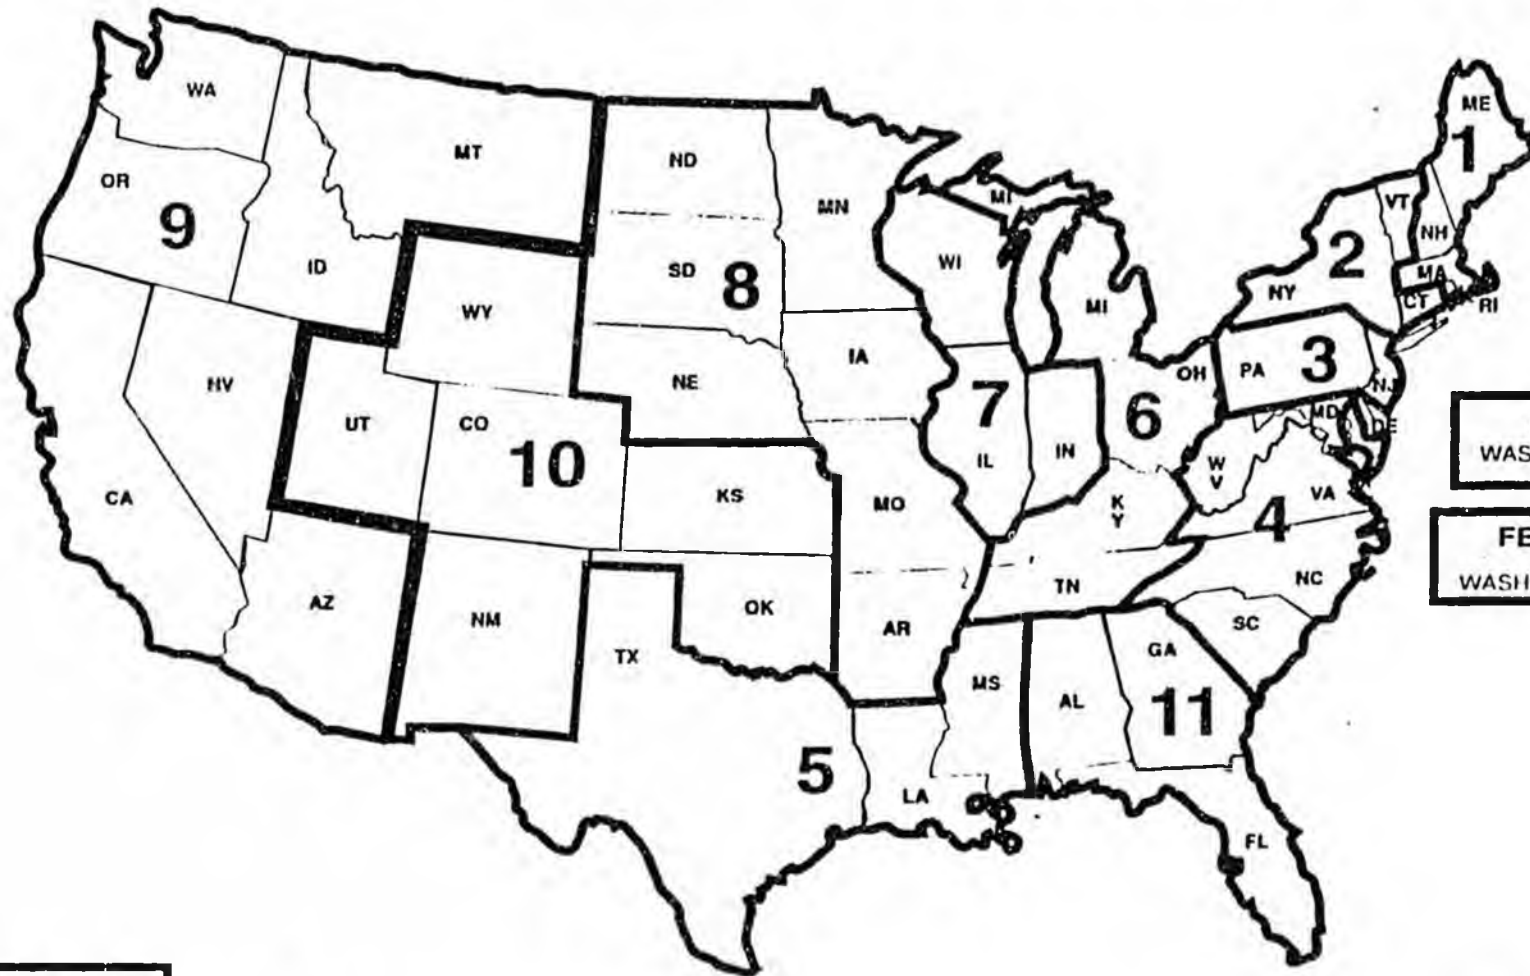 ME
WA
1
MT
ND
OR
MI
MN
VT
NH
9
2
WI
MA
ID
SD
8
NY
CT
RI
WY
MI
IA
3
PA
OH
NE
NJ
NV
7
6
MD
UT
CO
DE
10
IN
IL
W
V
WAS
CA
KS
VA
K
Y
MO
4
FE
WASH
NC
AZ
TN
OK
NM
AR
SC
GA
TX
MS
AL
11
5
LA
FL